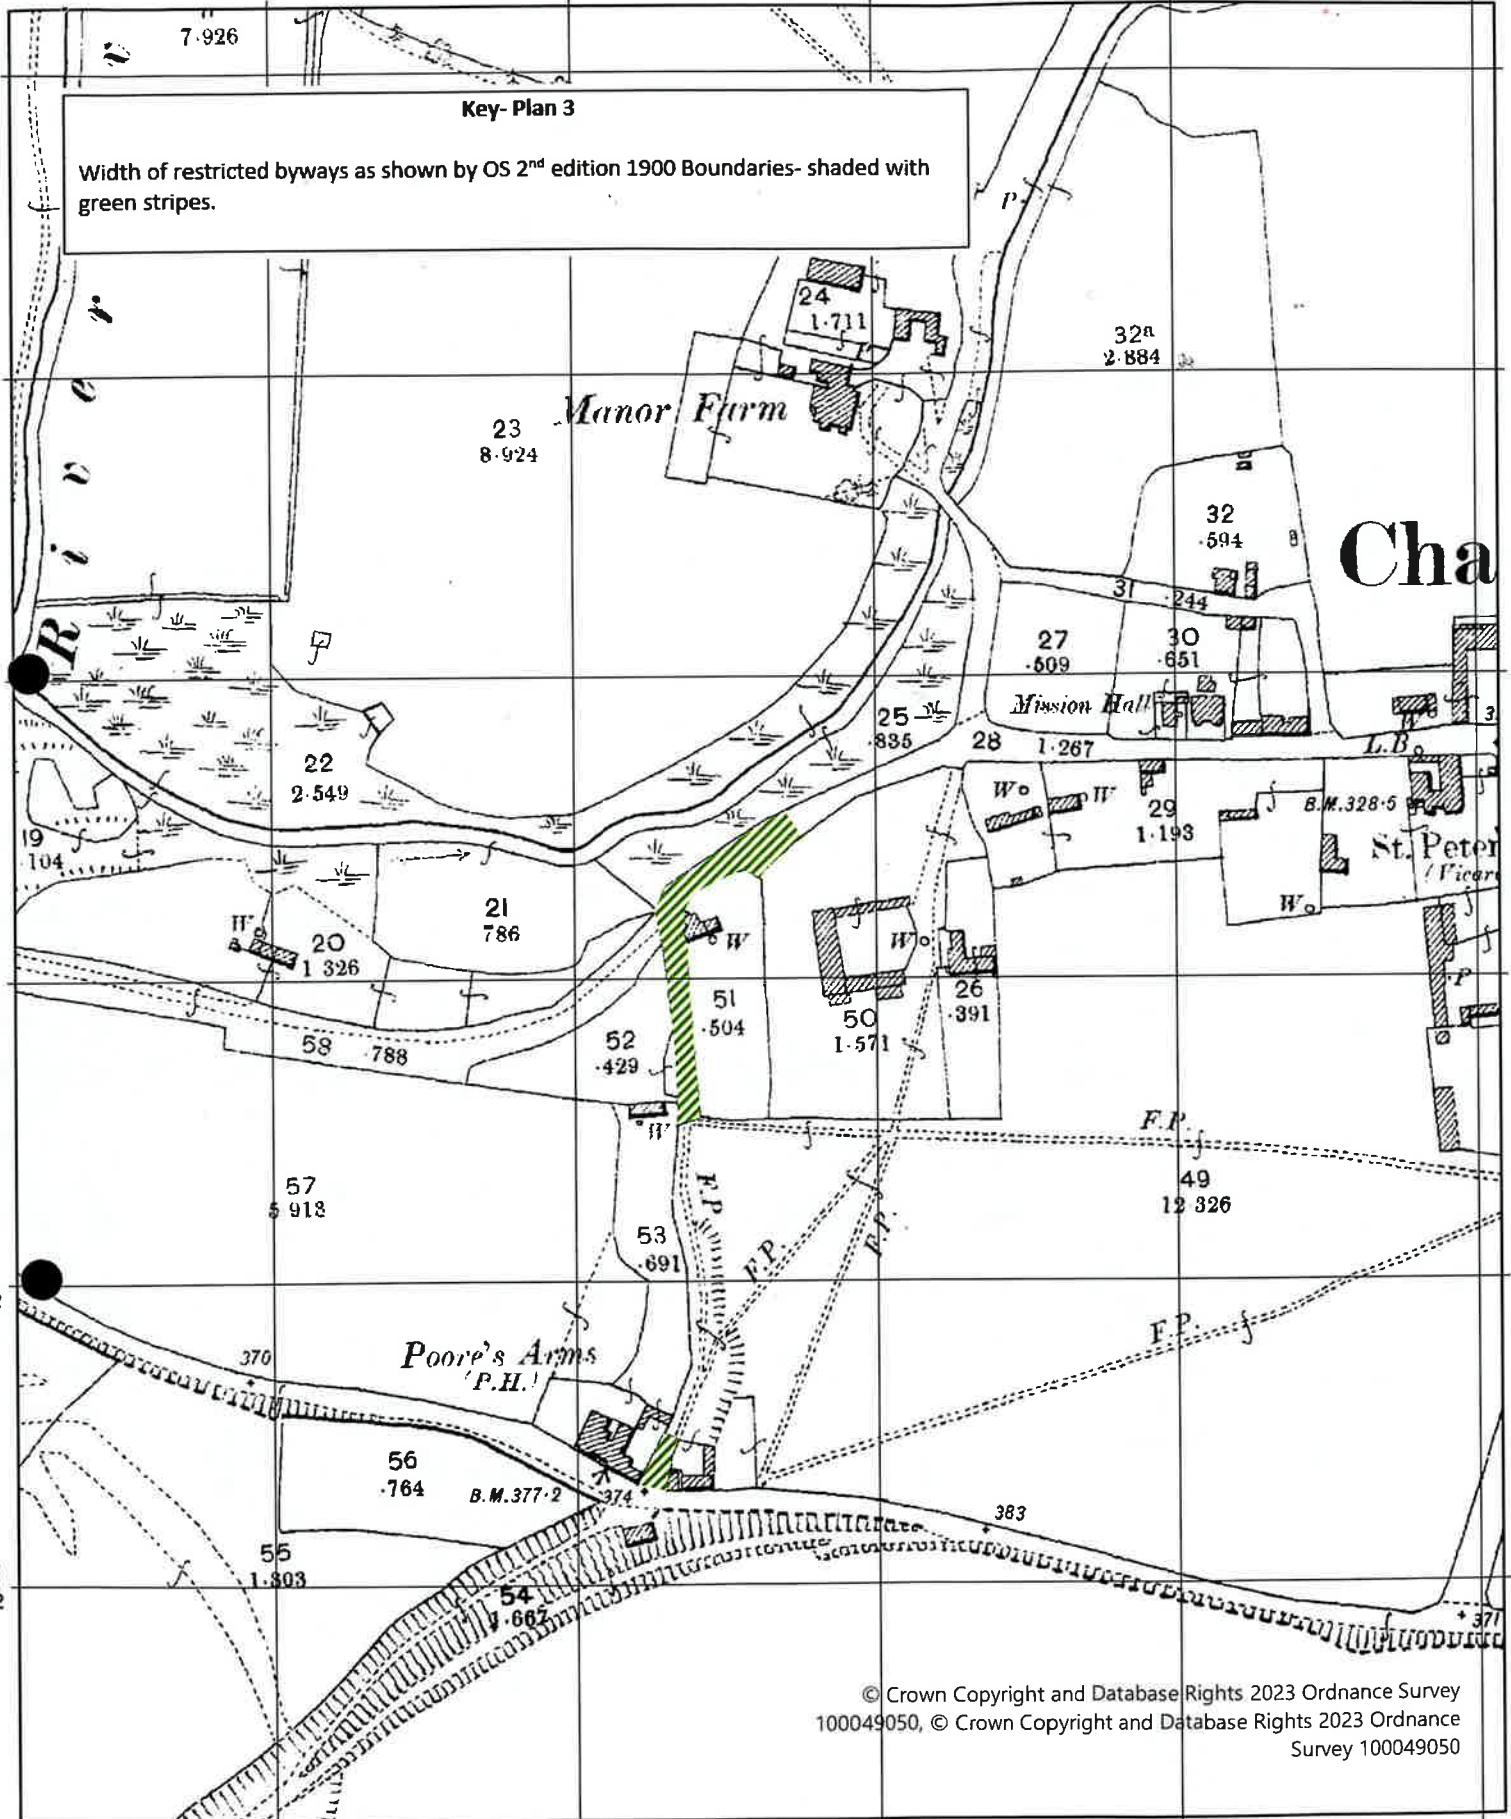 7·926
Key- Plan 3
Width of restricted byways as shown by OS 2nd edition 1900 Boundaries- shaded with
green stripes.
P
River
24
1·711
32a
2·884
Manor Farm
23
8·924
32
·594
Cha
31
·244
27
·509
30
·651
Mission Hall
W
25
·835
28
1·267
L.B
22
2·549
W
W
29
1·193
B.M.328·5
19
·104
St. Peter
(Vicar
21
786
W
W
W
W
20
1 326
P
51
·504
26
·391
50
1·571
58
·788
52
·429
W
F.P.
57
5 913
F.P
49
12 326
53
·691
F.P.
F.P.
F.P.
370
Poore's Arms
(P.H.)
56
·764
B.M.377·2
374
383
55
1·303
54
1·667
371
© Crown Copyright and Database Rights 2023 Ordnance Survey
100049050, © Crown Copyright and Database Rights 2023 Ordnance
Survey 100049050